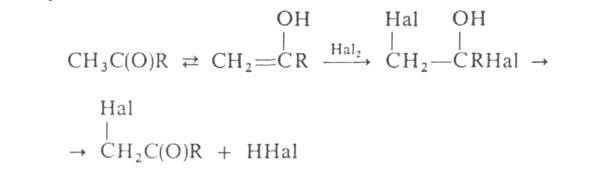 OH Hal OH
CH₃C(O)R ⇄ CH₂=CR Hal₂→ CH₂—CRHal →
Hal
→ CH₂C(O)R + HHal